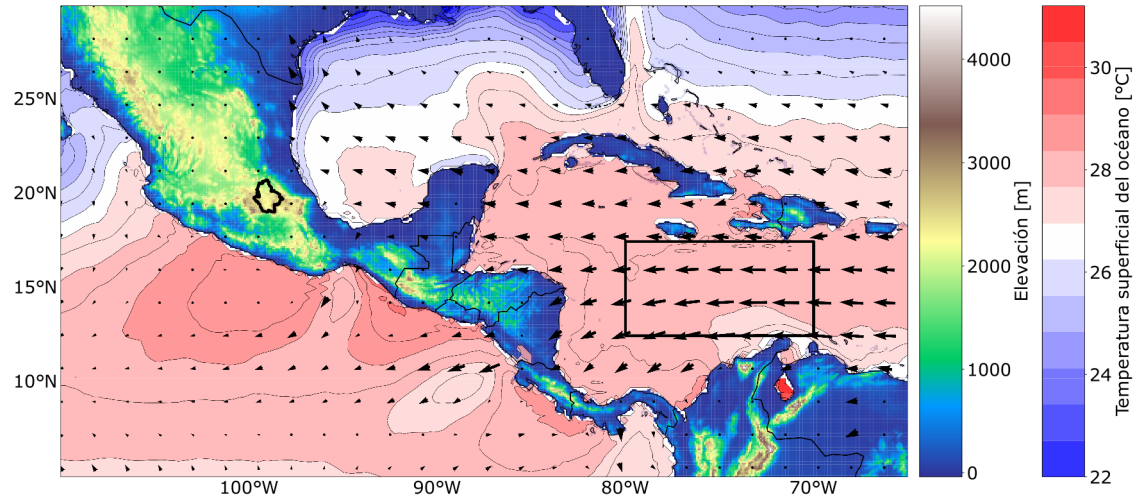 25°N
20°N
15°N
10°N
100°W
90°W
80°W
70°W
4000
3000
2000
1000
0
Elevación [m]
30
28
26
24
22
Temperatura superficial del océano [°C]